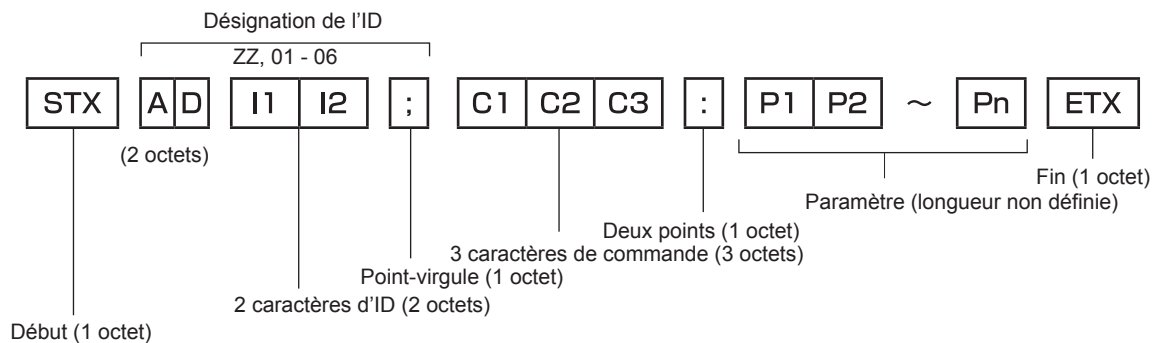 Désignation de l'ID
ZZ, 01 - 06
STX A D I1 I2 ; C1 C2 C3 : P1 P2 ～ Pn ETX
(2 octets)
Fin (1 octet)
Paramètre (longueur non définie)
Deux points (1 octet)
3 caractères de commande (3 octets)
Point-virgule (1 octet)
2 caractères d'ID (2 octets)
Début (1 octet)